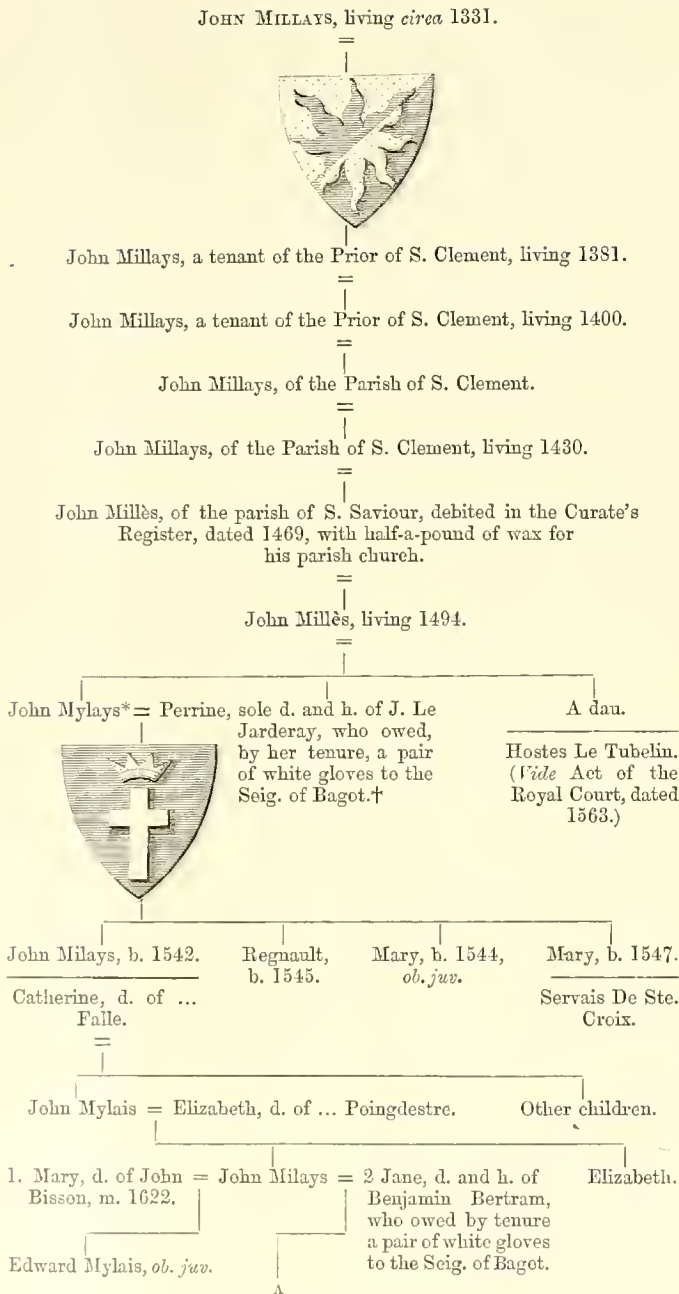 JOHN MILLAYS, living circa 1331.
John Millays, a tenant of the Prior of S. Clement, living 1381.
John Millays, a tenant of the Prior of S. Clement, living 1400.
John Millays, of the Parish of S. Clement.
John Millays, of the Parish of S. Clement, living 1430.
John Millès, of the parish of S. Saviour, debited in the Curate's
Register, dated 1469, with half-a-pound of wax for
his parish church.
John Millès, living 1494.
John Mylays* = Perrine, sole d. and h. of J. Le
Jarderay, who owed,
by her tenure, a pair
of white gloves to the
Seig. of Bagot.†
A dau.
Hostes Le Tubelin.
(Vide Act of the
Royal Court, dated
1563.)
John Milays, b. 1542.
Catherine, d. of ...
Falle.
Regnault,
b. 1545.
Mary, b. 1544,
ob. juv.
Mary, b. 1547.
Servais De Ste.
Croix.
John Mylais = Elizabeth, d. of ... Poingdestre.
Other children.
1. Mary, d. of John = John Milays = 2 Jane, d. and h. of
Bisson, m. 1622.
Benjamin Bertram,
who owed by tenure
a pair of white gloves
to the Seig. of Bagot.
Elizabeth.
Edward Mylais, ob. juv.
A